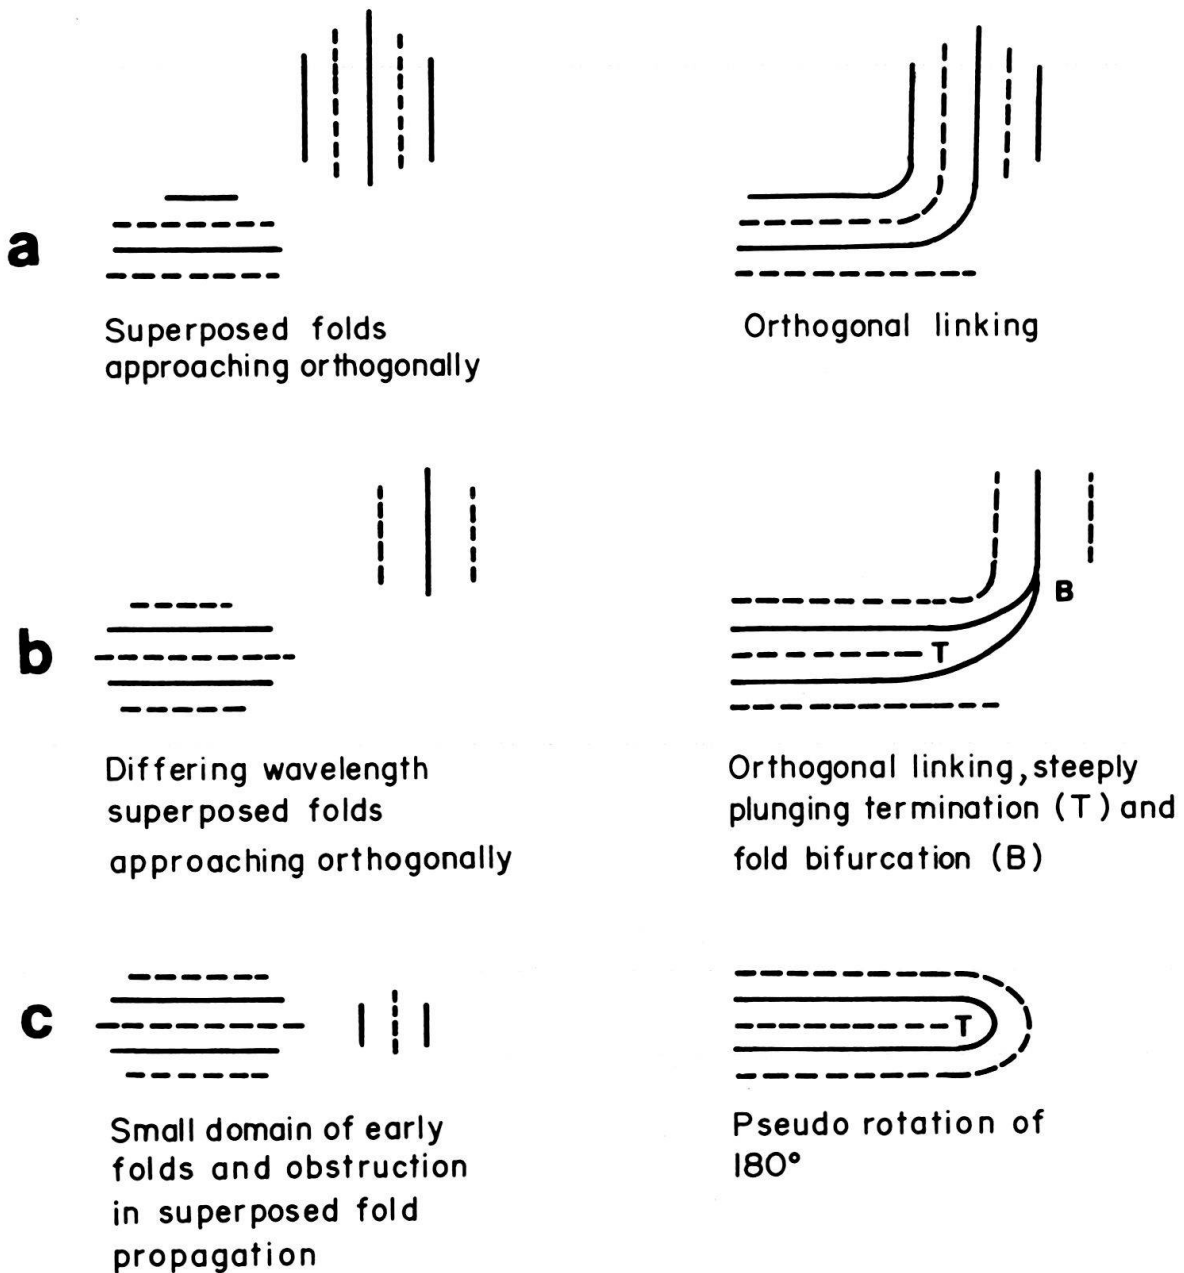 a
Superposed folds
approaching orthogonally
Orthogonal linking
b
B
T
Differing wavelength
superposed folds
approaching orthogonally
Orthogonal linking, steeply
plunging termination (T) and
fold bifurcation (B)
c
T
Small domain of early
folds and obstruction
in superposed fold
propagation
Pseudo rotation of
180°